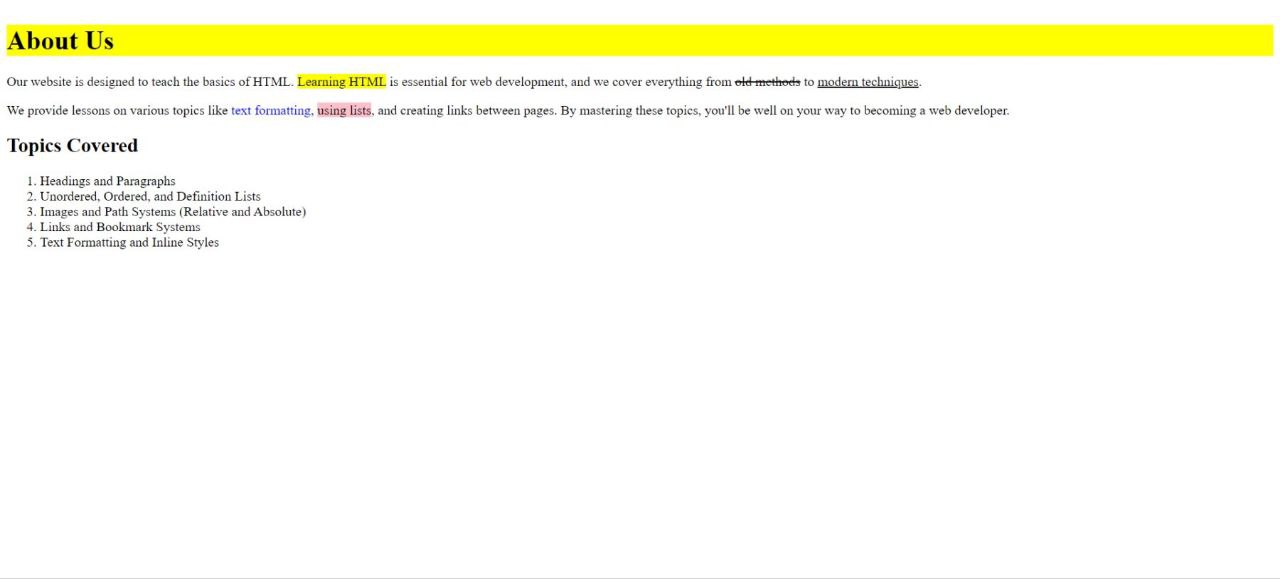 About Us
Our website is designed to teach the basics of HTML. Learning HTML is essential for web development, and we cover everything from old methods to modern techniques.
We provide lessons on various topics like text formatting, using lists, and creating links between pages. By mastering these topics, you'll be well on your way to becoming a web developer.
Topics Covered
1. Headings and Paragraphs
2. Unordered, Ordered, and Definition Lists
3. Images and Path Systems (Relative and Absolute)
4. Links and Bookmark Systems
5. Text Formatting and Inline Styles